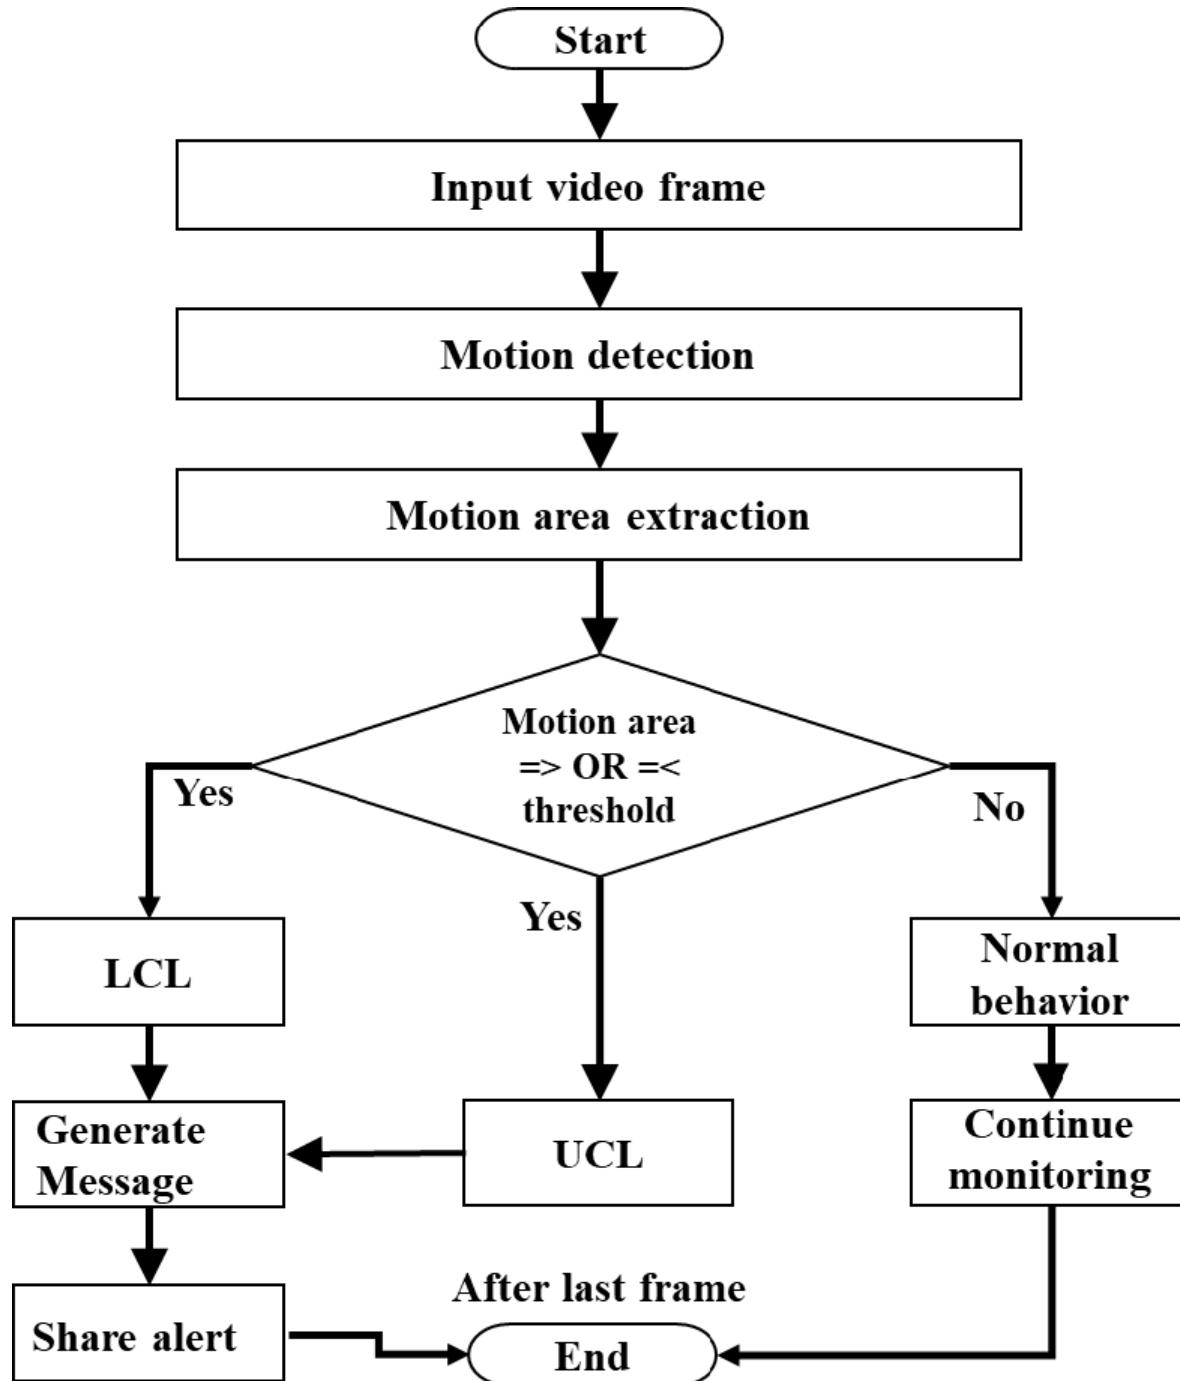 Start
Input video frame
Motion detection
Motion area extraction
Motion area
=> OR =<
threshold
Yes
No
Yes
LCL
Normal
behavior
Generate
Message
UCL
Continue
monitoring
After last frame
Share alert
End